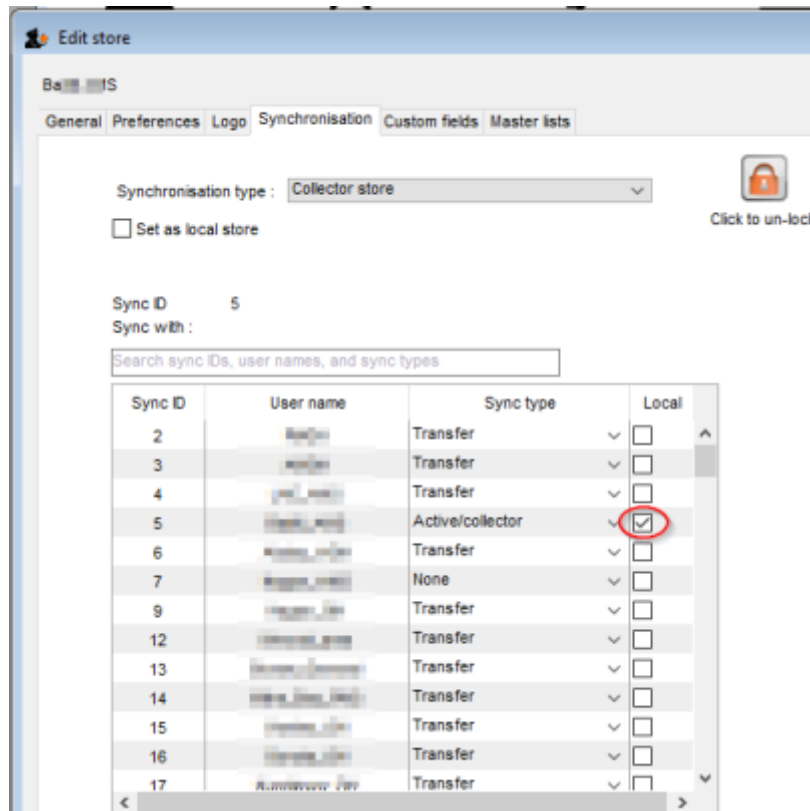 Edit store
General Preferences Logo Synchronisation Custom fields Master lists
Synchronisation type : Collector store
Click to un-loc
Set as local store
Sync ID 5
Sync with :
Search sync IDs, user names, and sync types
Sync ID User name Sync type Local
2 Transfer
3 Transfer
4 Transfer
5 Active/collector
6 Transfer
7 None
9 Transfer
12 Transfer
13 Transfer
14 Transfer
15 Transfer
16 Transfer
17 Transfer